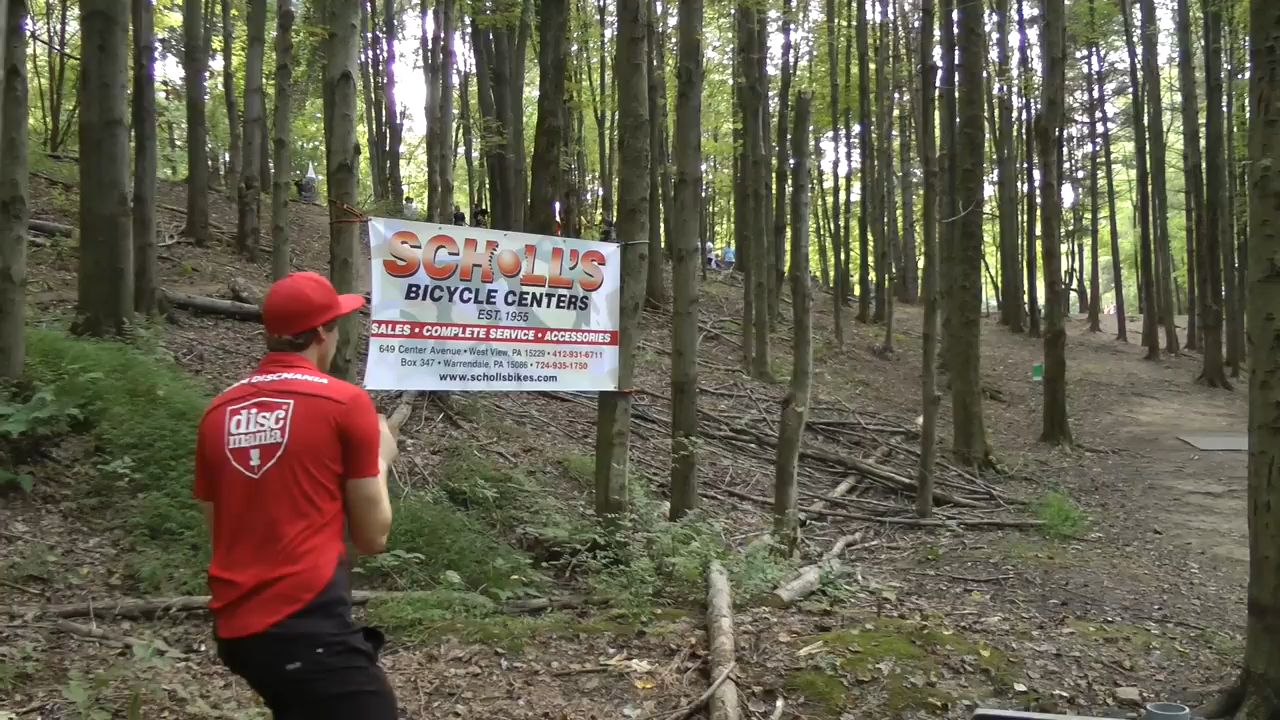 SCHOLL'S
BICYCLE CENTERS
EST. 1955
SALES • COMPLETE SERVICE • ACCESSORIES
649 Center Avenue • West View, PA 15229 • 412-931-6711
Box 347 • Warrendale, PA 15086 • 724-935-1750
www.schollsbikes.com
DISCMANIA
disc
mania